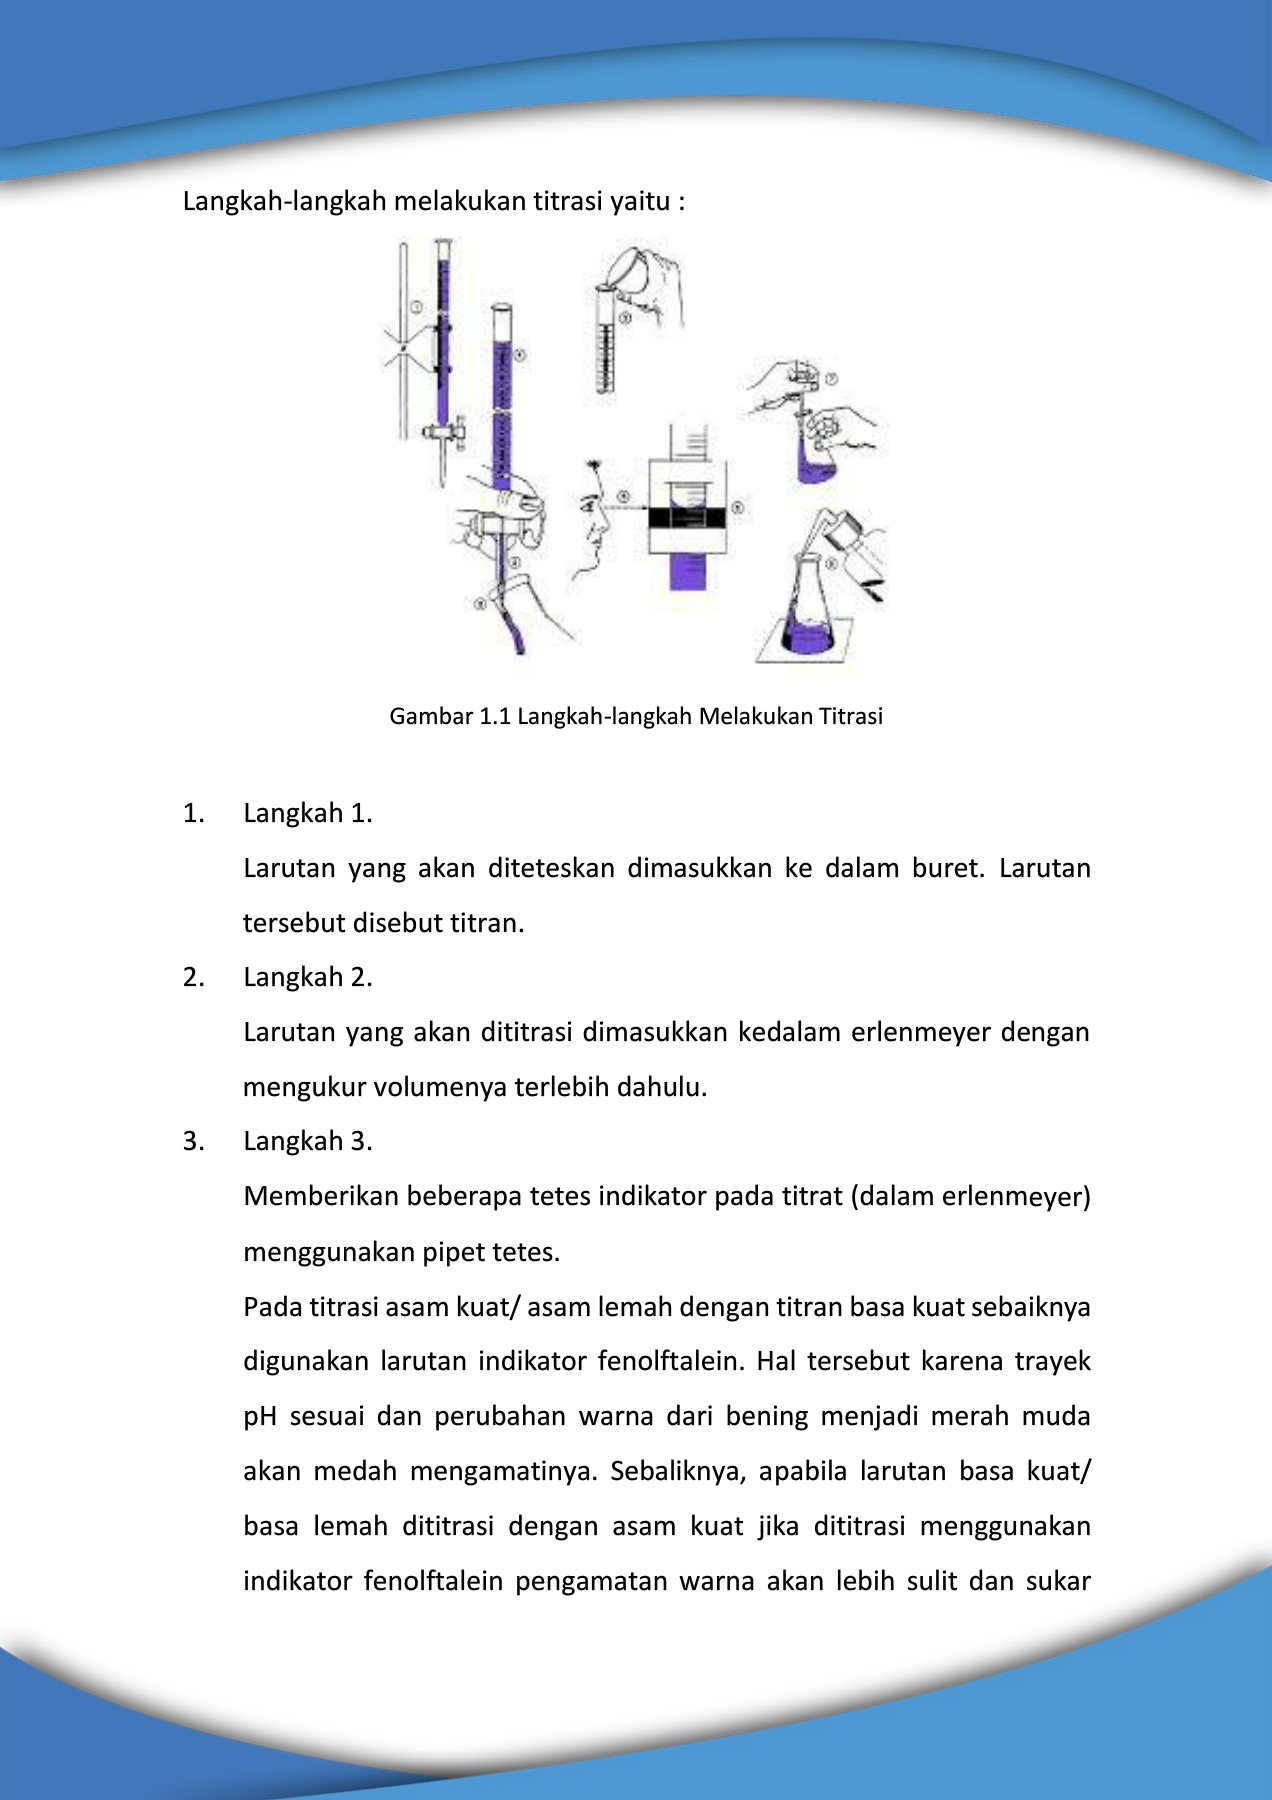 Langkah-langkah melakukan titrasi yaitu :
Gambar 1.1 Langkah-langkah Melakukan Titrasi
1. Langkah 1.
Larutan yang akan diteteskan dimasukkan ke dalam buret. Larutan
tersebut disebut titran.
2. Langkah 2.
Larutan yang akan dititrasi dimasukkan kedalam erlenmeyer dengan
mengukur volumenya terlebih dahulu.
3. Langkah 3.
Memberikan beberapa tetes indikator pada titrat (dalam erlenmeyer)
menggunakan pipet tetes.
Pada titrasi asam kuat/ asam lemah dengan titran basa kuat sebaiknya
digunakan larutan indikator fenolftalein. Hal tersebut karena trayek
pH sesuai dan perubahan warna dari bening menjadi merah muda
akan medah mengamatinya. Sebaliknya, apabila larutan basa kuat/
basa lemah dititrasi dengan asam kuat jika dititrasi menggunakan
indikator fenolftalein pengamatan warna akan lebih sulit dan sukar